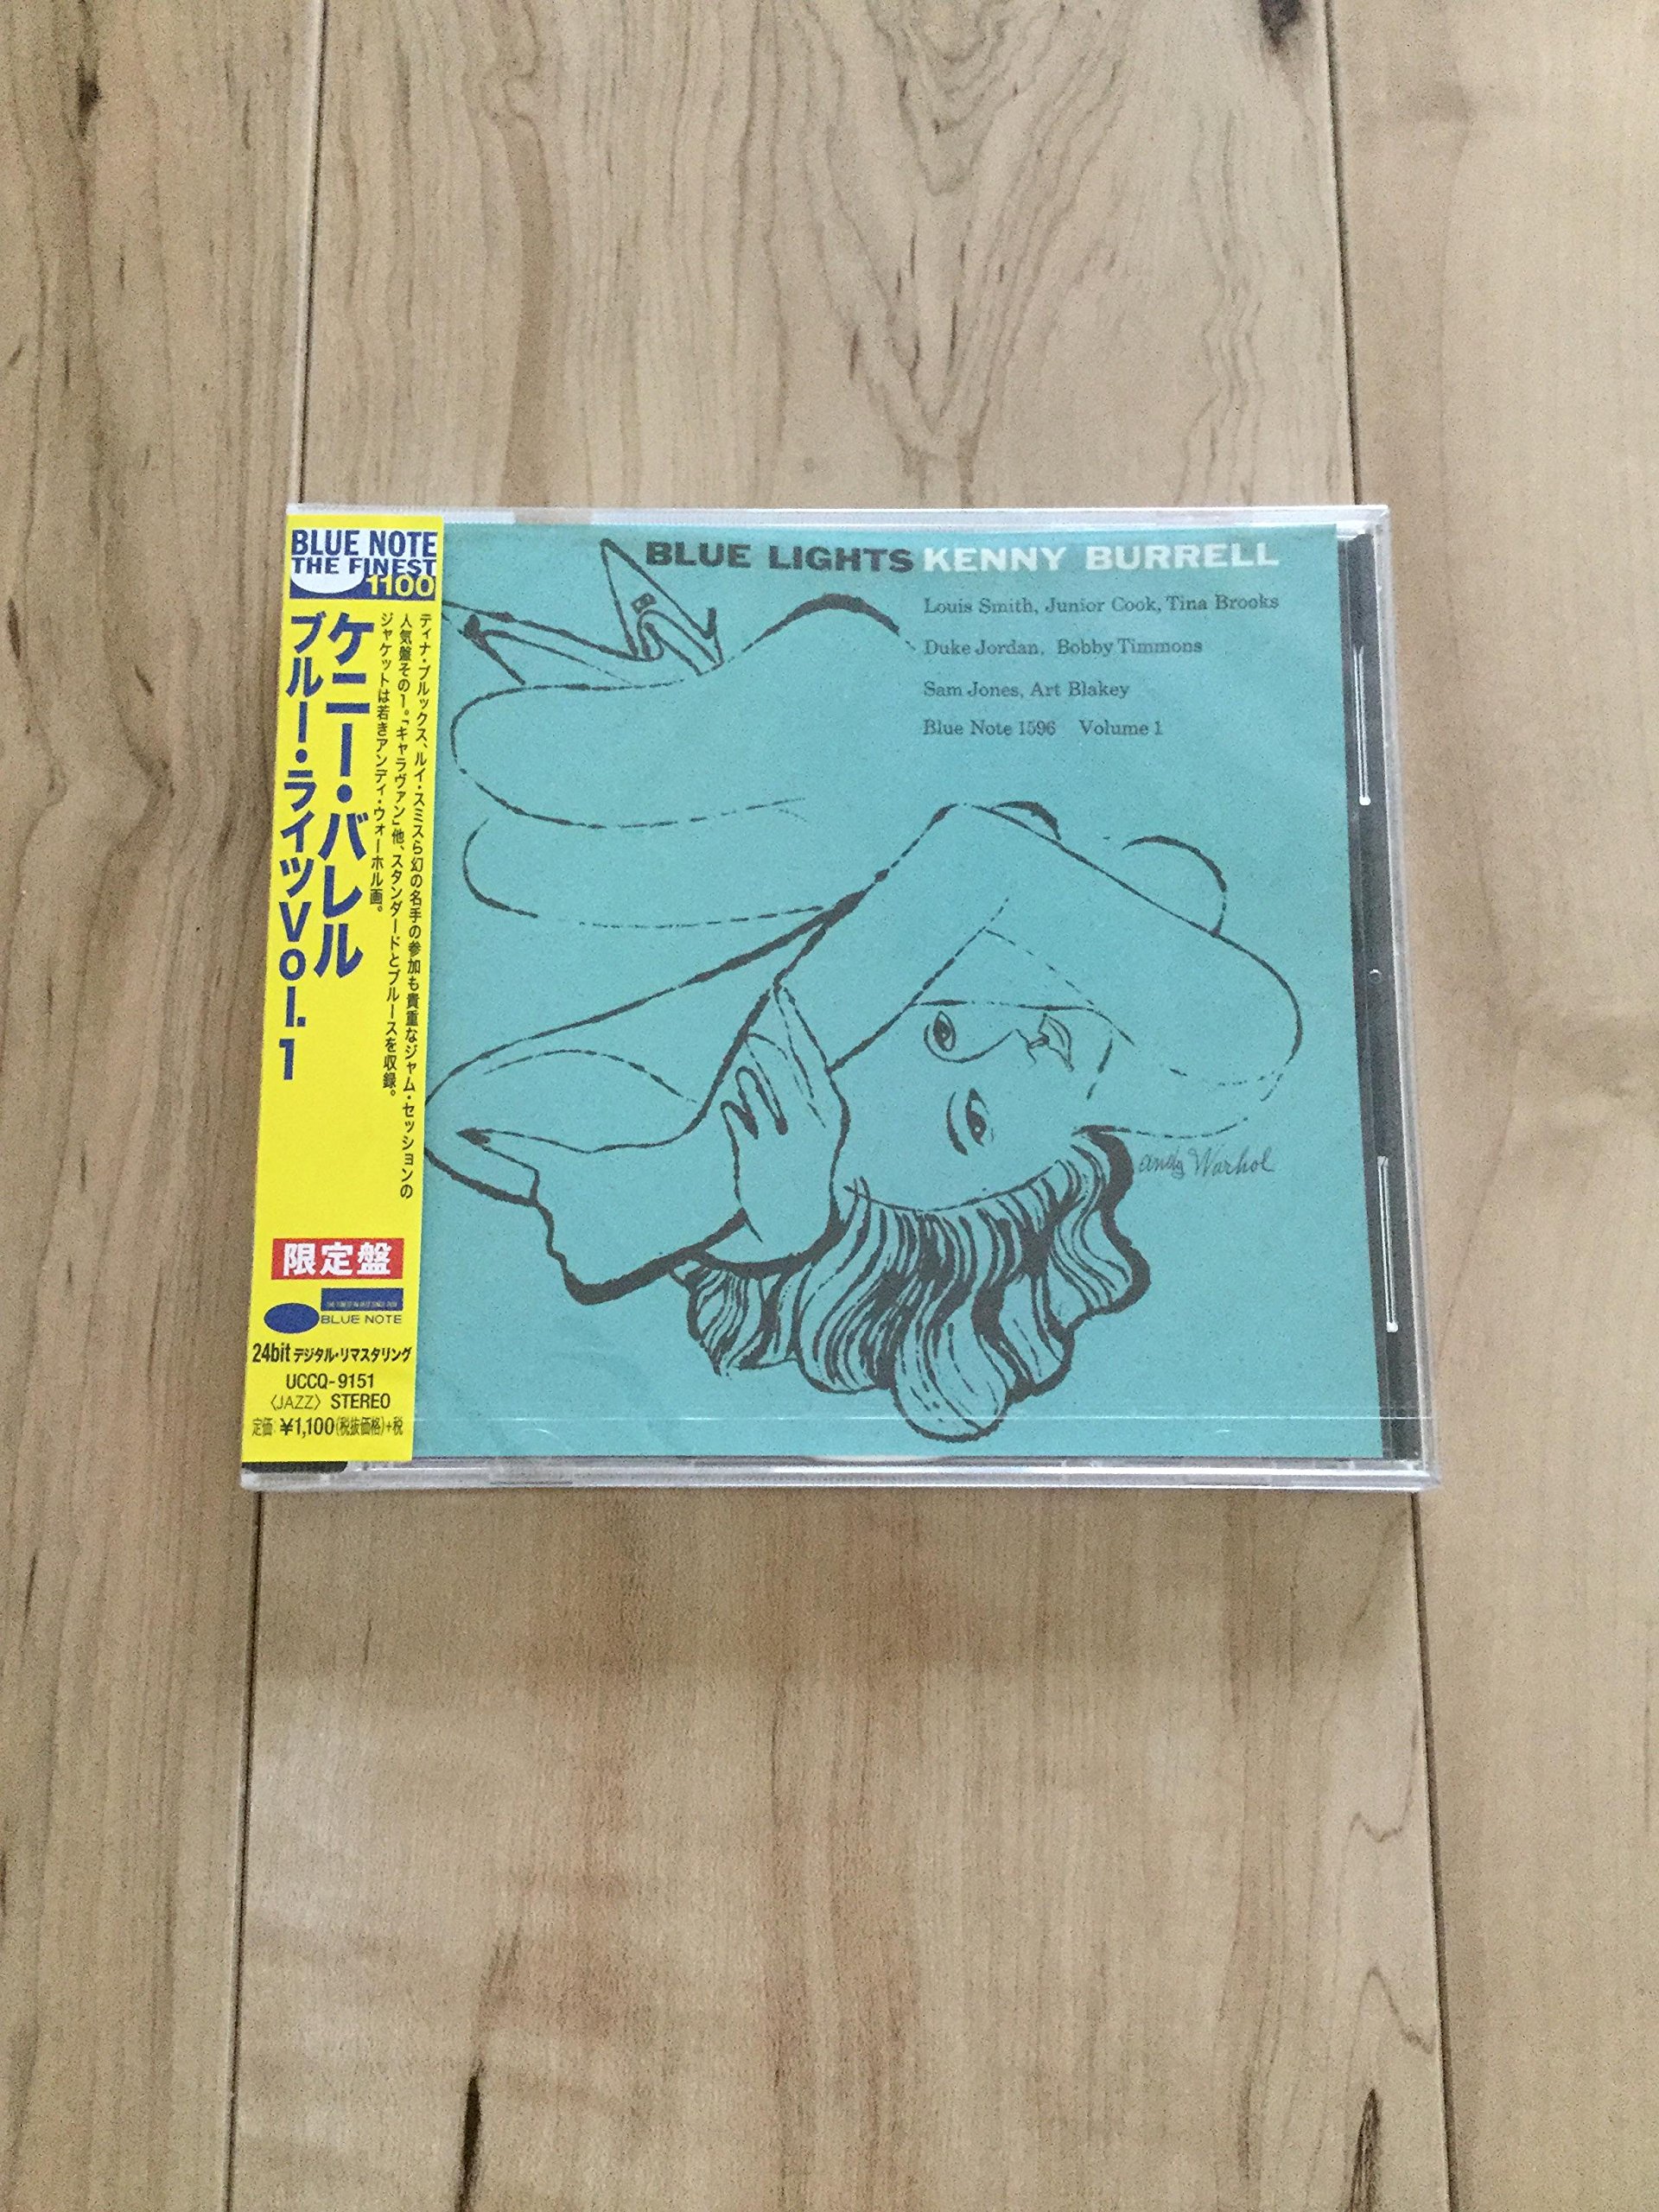 BLUE NOTE
THE FINEST
1100
ケニー・バレル
ブルー・ライツVol.1
ティナ・ブルックス、ルイ・スミスら幻の名手の参加も貴重なジャム・セッションの
人気盤その1。「キャラヴァン」他、スタンダードとブルースを収録。
ジャケットは若きアンディ・ウォーホル画。
限定盤
BLUE NOTE
24bitデジタル・リマスタリング
UCCQ-9151
〈JAZZ〉 STEREO
定価: ¥1,100(税抜価格)+税
BLUE LIGHTS KENNY BURRELL
Louis Smith, Junior Cook, Tina Brooks
Duke Jordan, Bobby Timmons
Sam Jones, Art Blakey
Blue Note 1596 Volume 1
andy Warhol